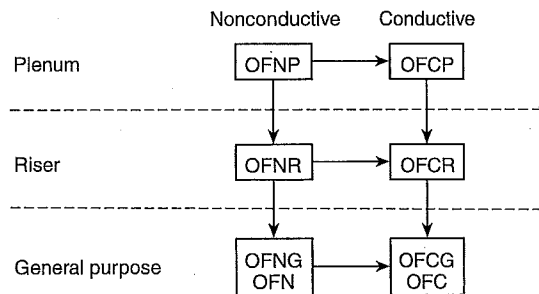 Nonconductive Conductive
Plenum OFNP OFCP
Riser OFNR OFCR
OFNG OFCG
General purpose
OFN OFC